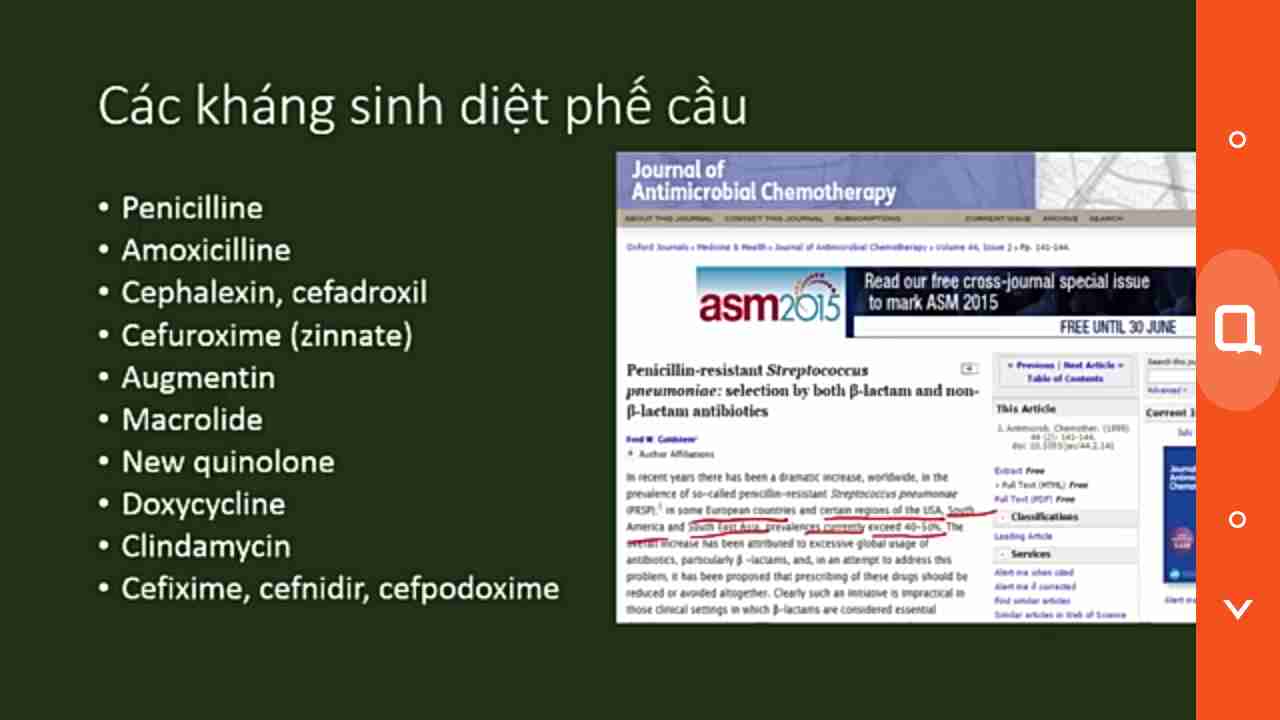 Các kháng sinh diệt phế cầu
• Penicilline
• Amoxicilline
• Cephalexin, cefadroxil
• Cefuroxime (zinnate)
• Augmentin
• Macrolide
• New quinolone
• Doxycycline
• Clindamycin
• Cefixime, cefnidir, cefpodoxime
Journal of
Antimicrobial Chemotherapy
ABOUT THIS JOURNAL CONTACT THIS JOURNAL SUBSCRIPTIONS CURRENT ISSUE ARCHIVE SEARCH
Oxford Journals > Medicine & Health > Journal of Antimicrobial Chemotherapy > Volume 44, Issue 2 > Pp. 141-144.
asm2015
Read our free cross-journal special issue
to mark ASM 2015
FREE UNTIL 30 JUNE
Penicillin-resistant Streptococcus
pneumoniae: selection by both β-lactam and non-
β-lactam antibiotics
Author Affiliations
In recent years there has been a dramatic increase, worldwide, in the
prevalence of so-called penicillin-resistant Streptococcus pneumoniae
(PRSP).1 In some European countries and certain regions of the USA, South
America and South East Asia, prevalences currently exceed 40-50%. The
overall increase has been attributed to excessive global usage of
antibiotics, particularly β-lactams, and, in an attempt to address this
problem, it has been proposed that prescribing of these drugs should be
reduced or avoided altogether. Clearly such an initiative is impractical in
those clinical settings in which β-lactams are considered essential
« Previous | Next Article »
Table of Contents
This Article
J. Antimicrob. Chemother. (1999)
44 (2): 141-144.
doi: 10.1093/jac/44.2.141
Extract Free
» Full Text (HTML) Free
Full Text (PDF) Free
- Classifications
Leading Article
- Services
Alert me when cited
Alert me if corrected
Find similar articles
Similar articles in Web of Science
Search this
Advanced »
Current